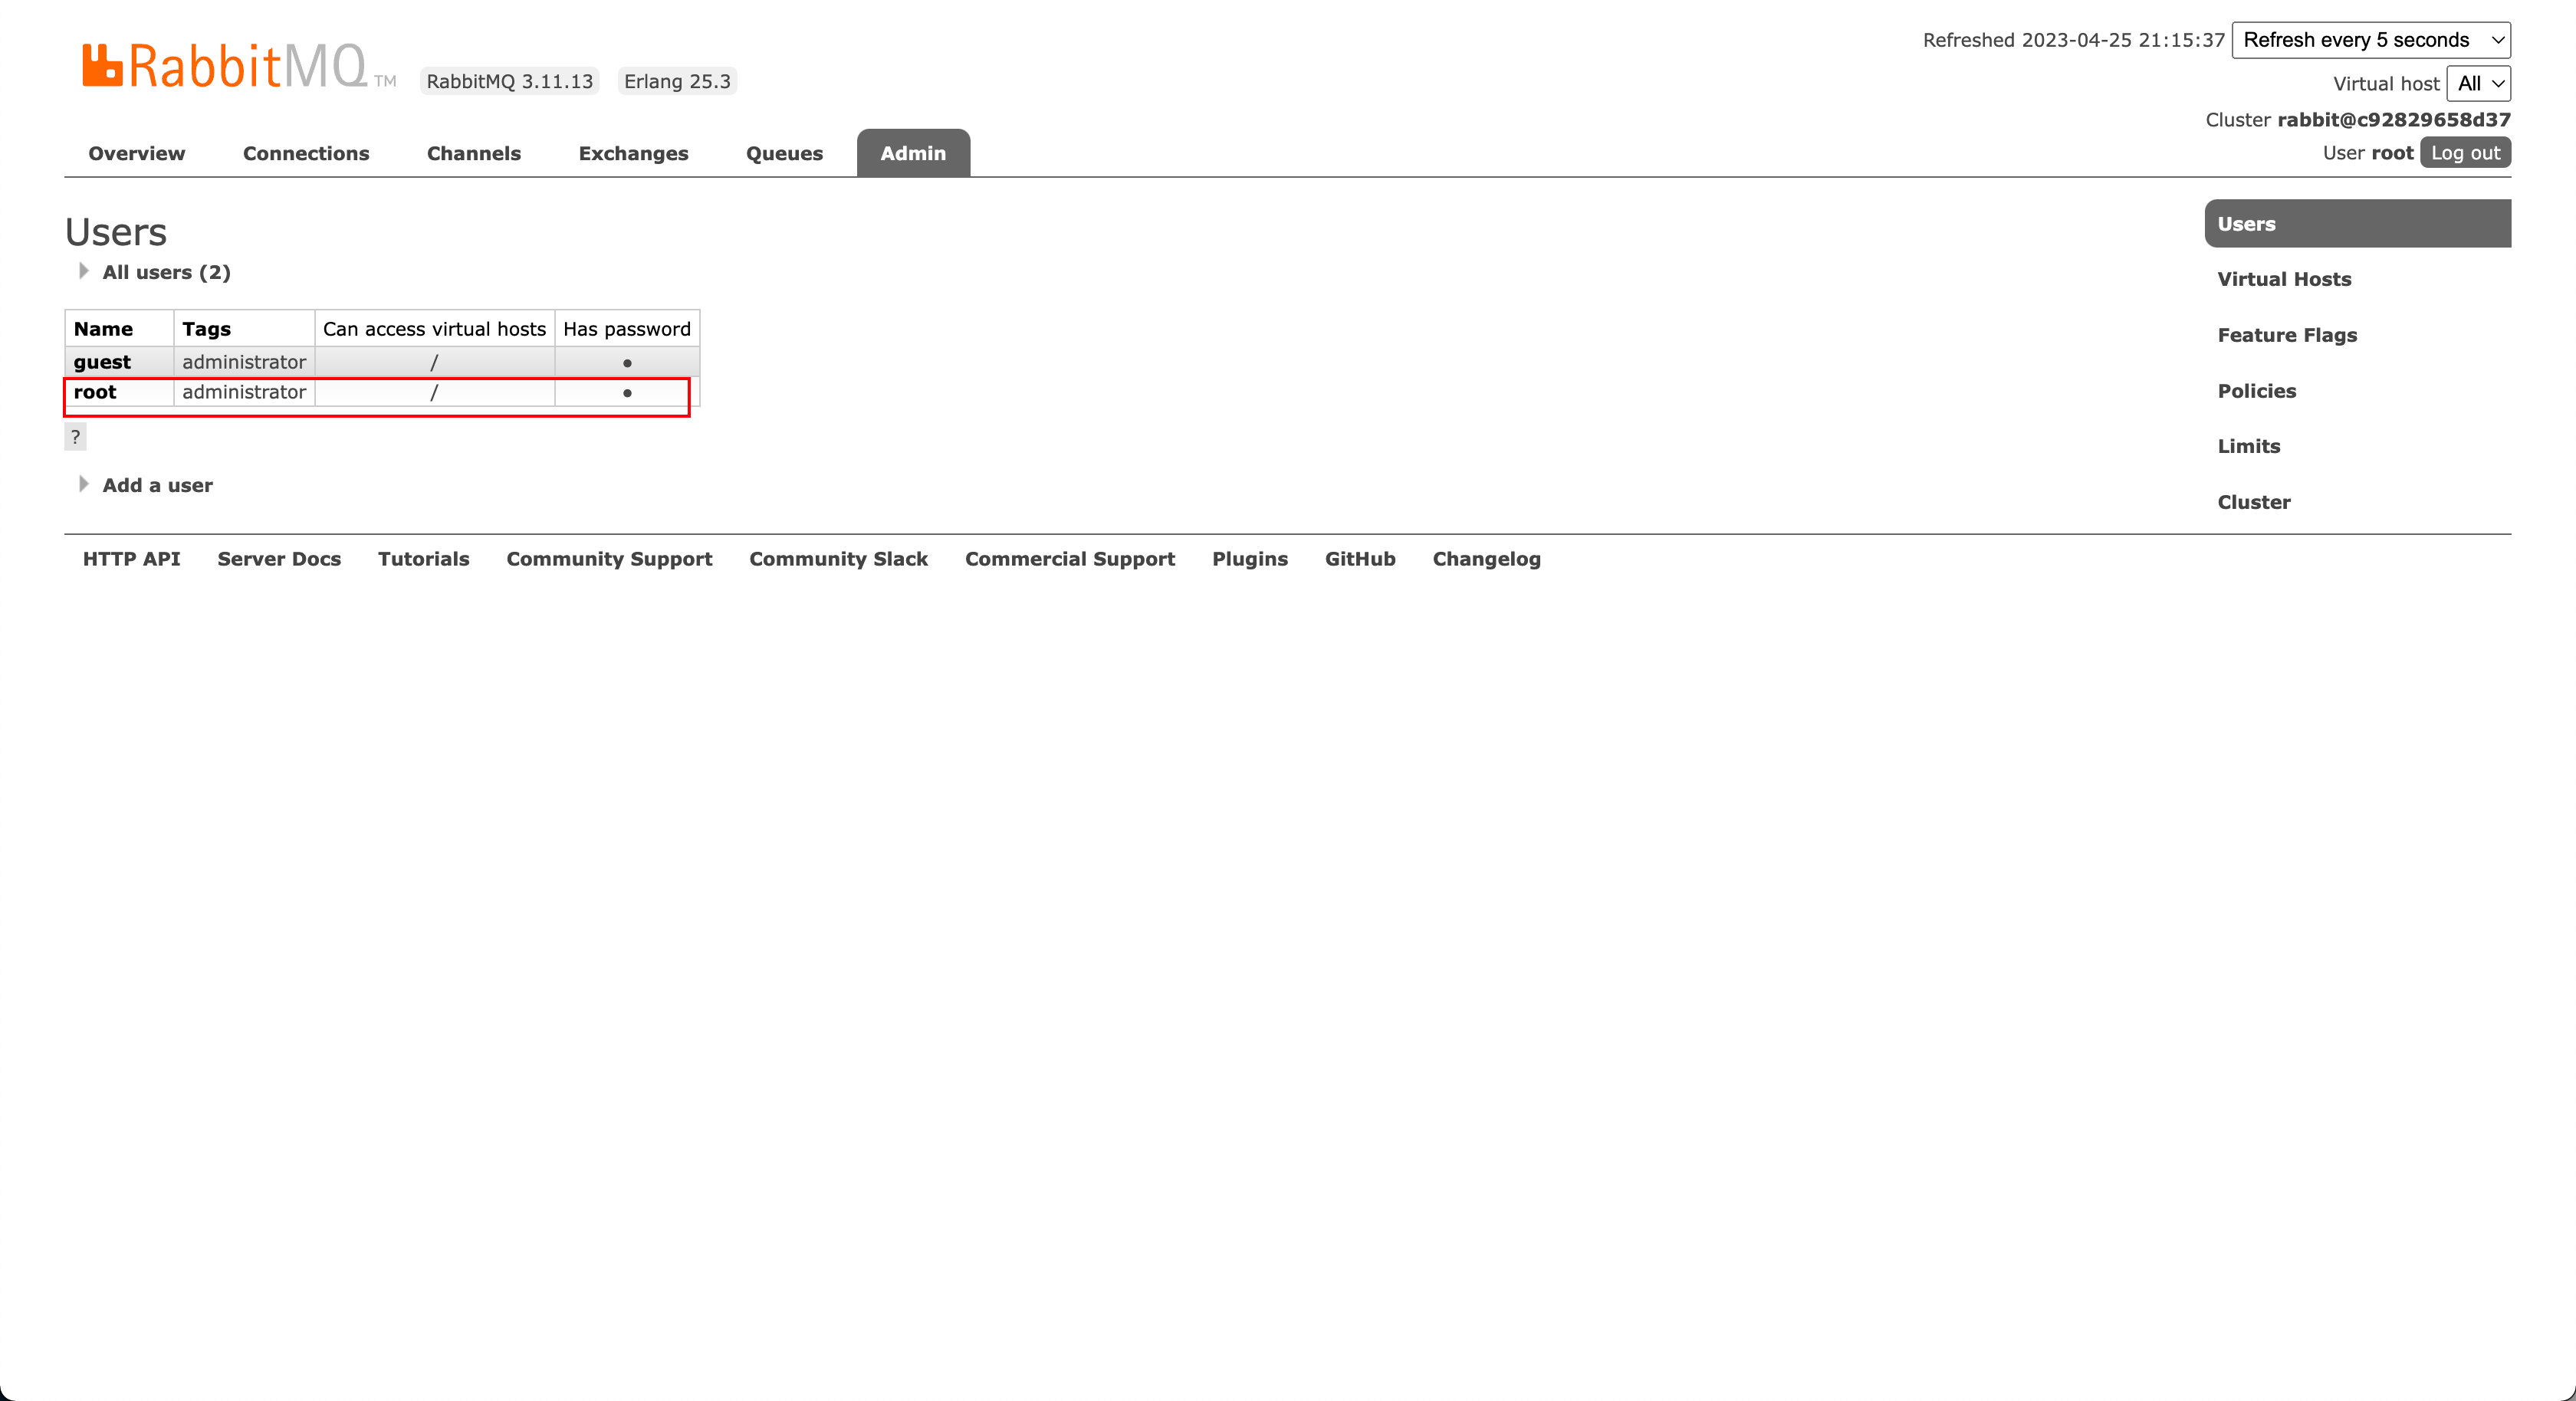 Refreshed 2023-04-25 21:15:37 Refresh every 5 seconds
RabbitMQ TM RabbitMQ 3.11.13 Erlang 25.3
Virtual host All
Cluster rabbit@c92829658d37
Overview Connections Channels Exchanges Queues Admin
User root Log out
Users
All users (2)
Name Tags Can access virtual hosts Has password
guest administrator / •
root administrator / •
?
Add a user
Users
Virtual Hosts
Feature Flags
Policies
Limits
Cluster
HTTP API Server Docs Tutorials Community Support Community Slack Commercial Support Plugins GitHub Changelog